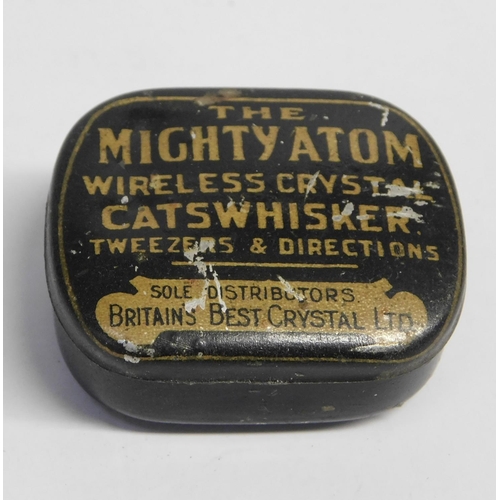 THE
MIGHTY ATOM
WIRELESS CRYSTAL
CATSWHISKER
TWEEZERS & DIRECTIONS
SOLE DISTRIBUTORS
BRITAINS BEST CRYSTAL LTD.